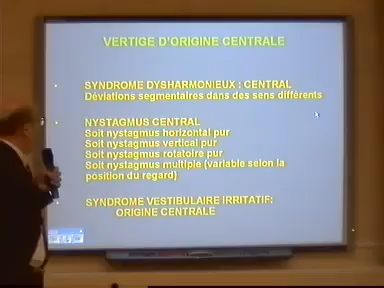 VERTIGE D'ORIGINE CENTRALE
SYNDROME DYSHARMONIEUX : CENTRAL
Déviations segmentaires dans des sens différents
NYSTAGMUS CENTRAL
Soit nystagmus horizontal pur
Soit nystagmus vertical pur
Soit nystagmus rotatoire pur
Soit nystagmus multiple (variable selon la
position du regard)
SYNDROME VESTIBULAIRE IRRITATIF:
ORIGINE CENTRALE